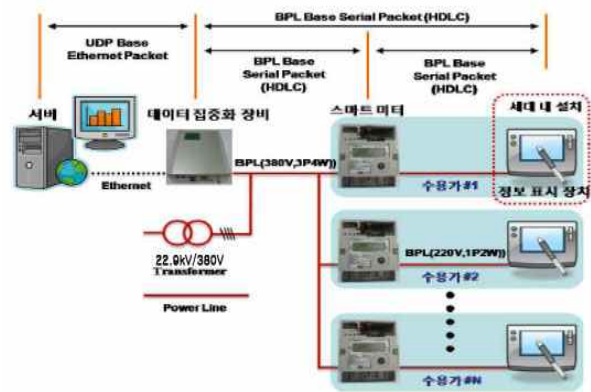 BPL Base Serial Packet (HDLC)
UDP Base
Ethernet Packet
BPL Base
Serial Packet
(HDLC)
BPL Base
Serial Packet
(HDLC)
서버
데이터 집중화 장비
스마트 미터
세대 내 설치
BPL(380V,3P4W)
Ethernet
수용가#1
정보 표시 장치
22.9kV/380V
Transformer
BPL(220V,1P2W))
수용가#2
Power Line
수용가#N